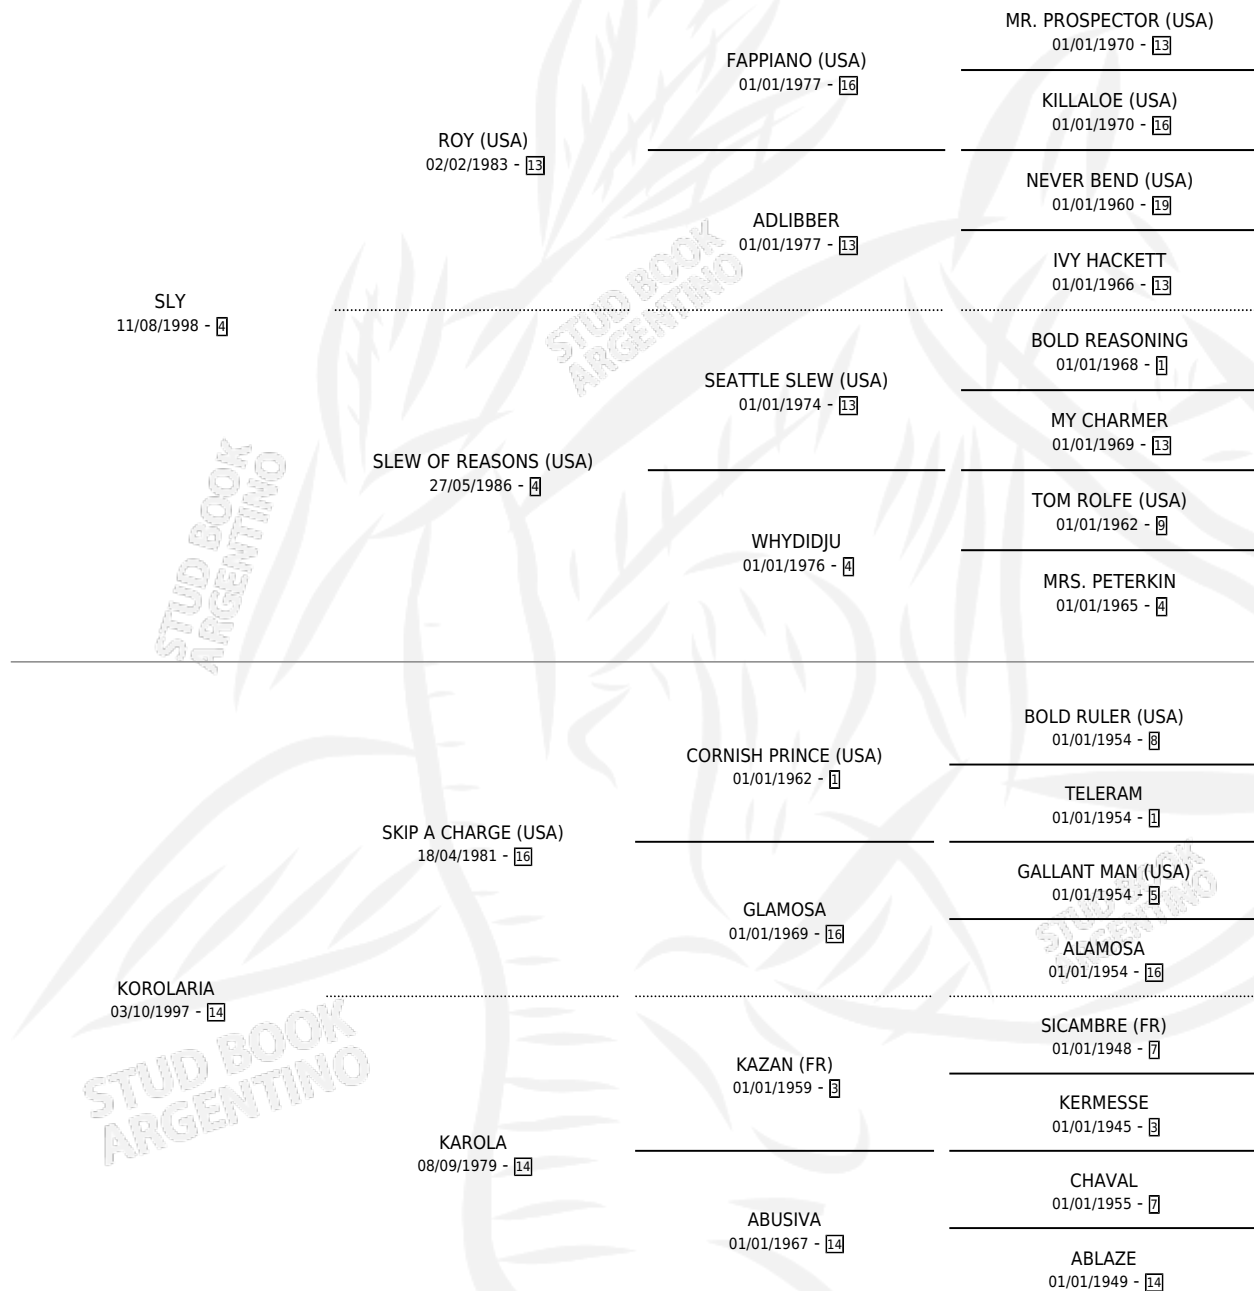 MR. PROSPECTOR (USA)
01/01/1970 - 13
FAPPIANO (USA)
01/01/1977 - 16
KILLALOE (USA)
01/01/1970 - 16
ROY (USA)
02/02/1983 - 13
NEVER BEND (USA)
01/01/1960 - 19
ADLIBBER
01/01/1977 - 13
IVY HACKETT
01/01/1966 - 13
SLY
11/08/1998 - 4
BOLD REASONING
01/01/1968 - 1
SEATTLE SLEW (USA)
01/01/1974 - 13
MY CHARMER
01/01/1969 - 13
SLEW OF REASONS (USA)
27/05/1986 - 4
TOM ROLFE (USA)
01/01/1962 - 9
WHYDIDJU
01/01/1976 - 4
MRS. PETERKIN
01/01/1965 - 4
BOLD RULER (USA)
01/01/1954 - 8
CORNISH PRINCE (USA)
01/01/1962 - 1
TELERAM
01/01/1954 - 1
SKIP A CHARGE (USA)
18/04/1981 - 16
GALLANT MAN (USA)
01/01/1954 - 5
GLAMOSA
01/01/1969 - 16
ALAMOSA
01/01/1954 - 16
KOROLARIA
03/10/1997 - 14
SICAMBRE (FR)
01/01/1948 - 7
KAZAN (FR)
01/01/1959 - 3
KERMESSE
01/01/1945 - 3
KAROLA
08/09/1979 - 14
CHAVAL
01/01/1955 - 7
ABUSIVA
01/01/1967 - 14
ABLAZE
01/01/1949 - 14
STUD BOOK
ARGENTINO
STUD BOOK
ARGENTINO
STUD BOOK
ARGENTINO
STUD BOOK
ARGENTINO